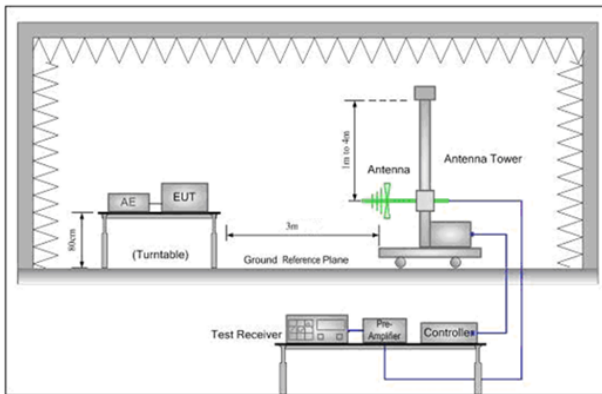 1m to 4m
Antenna
Antenna Tower
AE
EUT
80cm
(Turntable)
3m
Ground Reference Plane
Test Receiver
Pre-
Amplifier
Controller